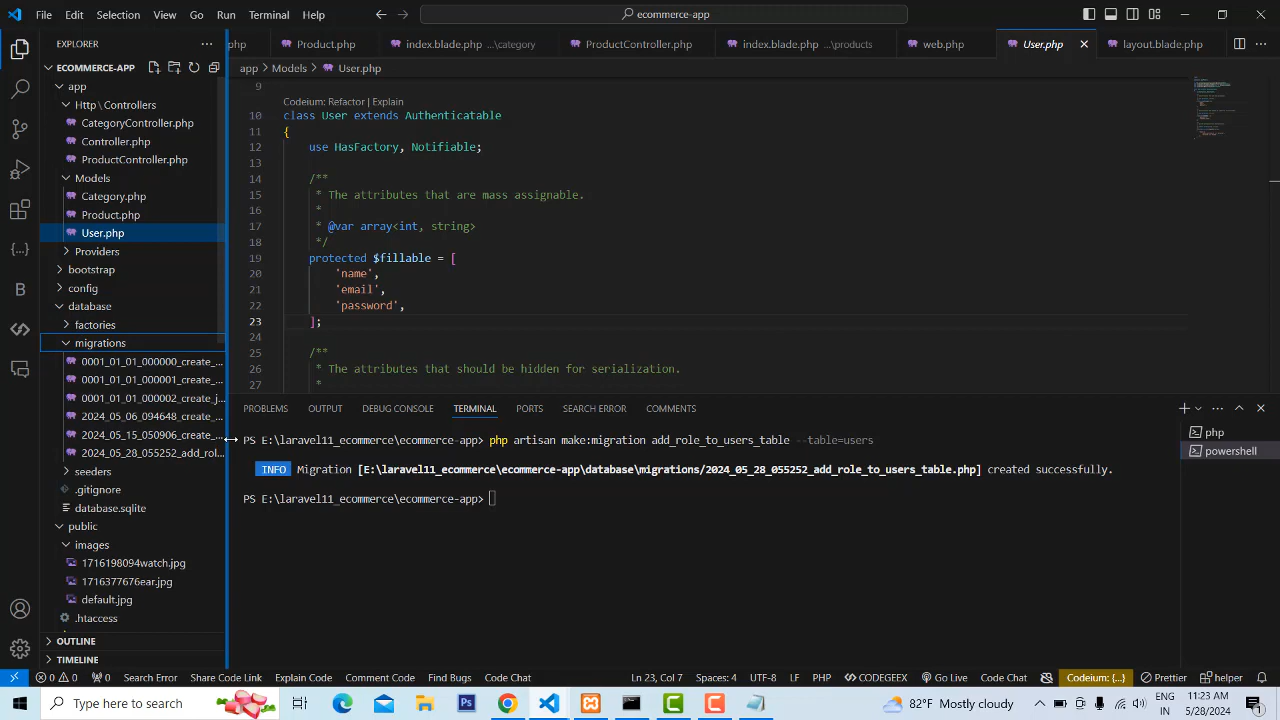 File Edit Selection View Go Run Terminal Help
ecommerce-app
EXPLORER
php Product.php index.blade.php ...\category ProductController.php index.blade.php ...\products web.php User.php layout.blade.php
ECOMMERCE-APP
app > Models > User.php
app
Http\Controllers
CategoryController.php
Controller.php
ProductController.php
Models
Category.php
Product.php
User.php
Providers
bootstrap
config
database
factories
migrations
0001_01_01_000000_create_...
0001_01_01_000001_create_...
0001_01_01_000002_create_j...
2024_05_06_094648_create_...
2024_05_15_050906_create_...
2024_05_28_055252_add_rol...
seeders
.gitignore
database.sqlite
public
images
1716198094watch.jpg
1716377676ear.jpg
default.jpg
.htaccess
OUTLINE
TIMELINE
9
Codeium: Refactor | Explain
10 class User extends Authenticatable
11 {
12 use HasFactory, Notifiable;
13
14 /**
15 * The attributes that are mass assignable.
16 *
17 * @var array<int, string>
18 */
19 protected $fillable = [
20 'name',
21 'email',
22 'password',
23 ];
24
25 /**
26 * The attributes that should be hidden for serialization.
27 *
PROBLEMS OUTPUT DEBUG CONSOLE TERMINAL PORTS SEARCH ERROR COMMENTS
PS E:\laravel11_ecommerce\ecommerce-app> php artisan make:migration add_role_to_users_table --table=users
INFO Migration [E:\laravel11_ecommerce\ecommerce-app\database\migrations/2024_05_28_055252_add_role_to_users_table.php] created successfully.
PS E:\laravel11_ecommerce\ecommerce-app>
php
powershell
0 0 0 Search Error Share Code Link Explain Code Comment Code Find Bugs Code Chat Ln 23, Col 7 Spaces: 4 UTF-8 LF PHP CODEGEEX Go Live Code Chat Codeium: {...} Prettier helper
Type here to search
82°F Mostly cloudy
ENG
IN
11:23 AM
5/28/2024
1